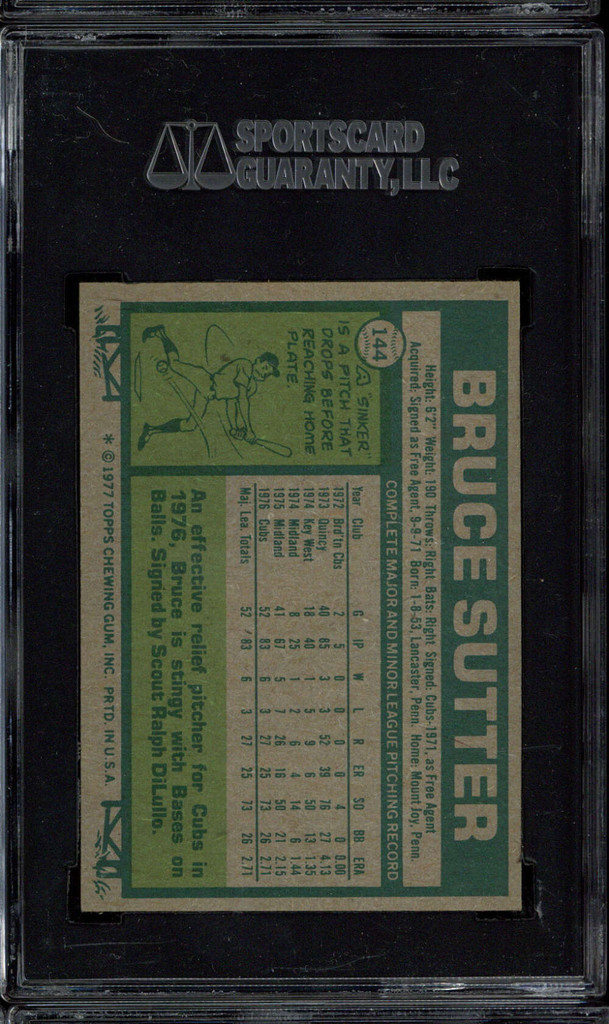 SPORTSCARD
GUARANTY, LLC
BRUCE SUTTER
Height: 6'2" Weight: 190 Throws: Right Bats: Right Signed: Cubs-1971, as Free Agent
Acquired: Signed as Free Agent, 9-9-71 Born: 1-8-53, Lancaster, Penn. Home: Mount Joy, Penn.
144
COMPLETE MAJOR AND MINOR LEAGUE PITCHING RECORD
A "SINKER"
IS A PITCH THAT
DROPS BEFORE
REACHING HOME
PLATE.
Year Club G IP W L R ER SO BB ERA
1972 Brd'tn Cbs 2 5 0 0 0 0 4 0 0.00
1973 Quincy 40 85 3 3 52 39 76 27 4.13
1974 Key West 18 40 1 5 9 6 50 13 1.35
1974 Midland 8 25 1 2 6 4 14 6 1.44
1975 Midland 41 67 5 7 26 16 50 21 2.15
1976 Cubs 52 83 6 3 27 25 73 26 2.71
Maj. Lea. Totals 52 83 6 3 27 25 73 26 2.71
An effective relief pitcher for Cubs in
1976, Bruce is stingy with Bases on
Balls. Signed by Scout Ralph DiLullo.
* © 1977 TOPPS CHEWING GUM, INC. PRTD. IN U.S.A.